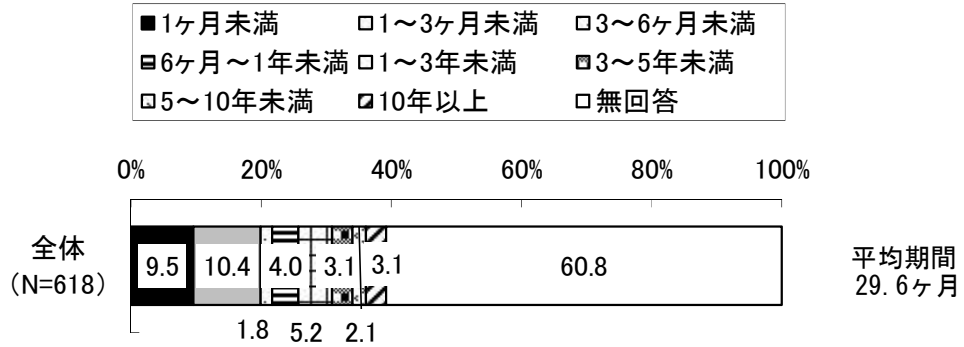 1ヶ月未満 1～3ヶ月未満 3～6ヶ月未満
6ヶ月～1年未満 1～3年未満 3～5年未満
5～10年未満 10年以上 無回答
0% 20% 40% 60% 80% 100%
全体
(N=618)
9.5 10.4 4.0 3.1 3.1 60.8
1.8 5.2 2.1
平均期間
29.6ヶ月